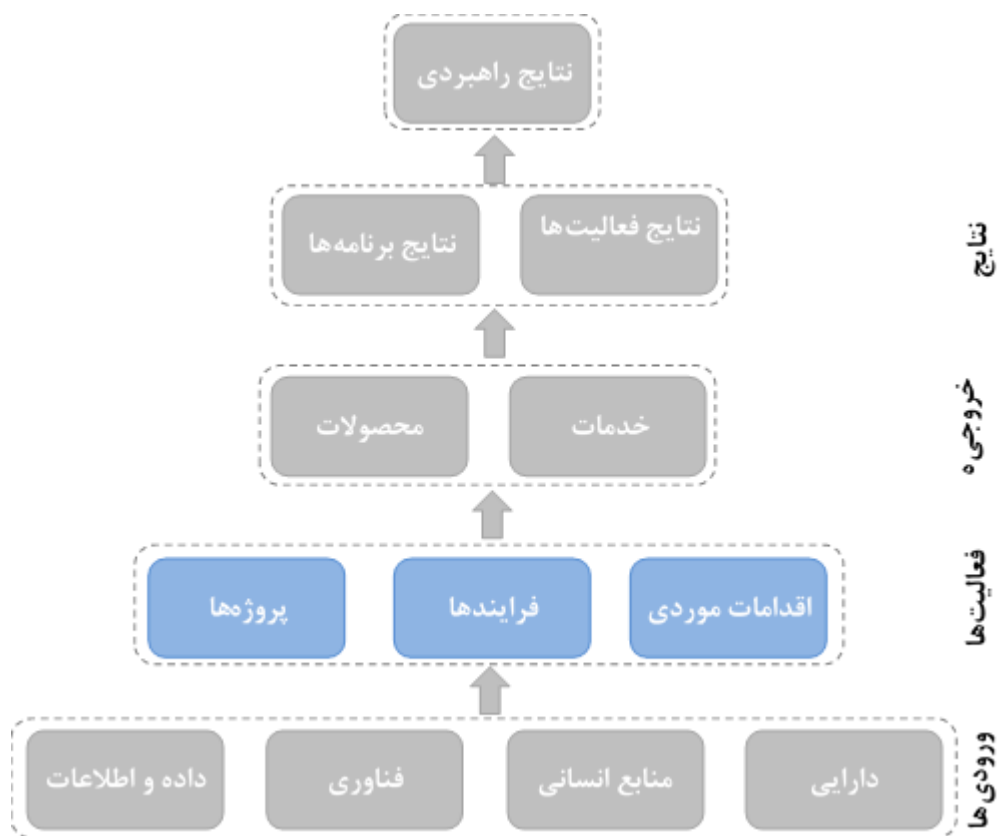 نتایج راهبردی
نتایج
نتایج فعالیت‌ها
نتایج برنامه‌ها
خروجی‌ه
خدمات
محصولات
فعالیت‌ها
اقدامات موردی
فرایندها
پروژه‌ها
ورودی‌ها
دارایی
منابع انسانی
فناوری
داده و اطلاعات